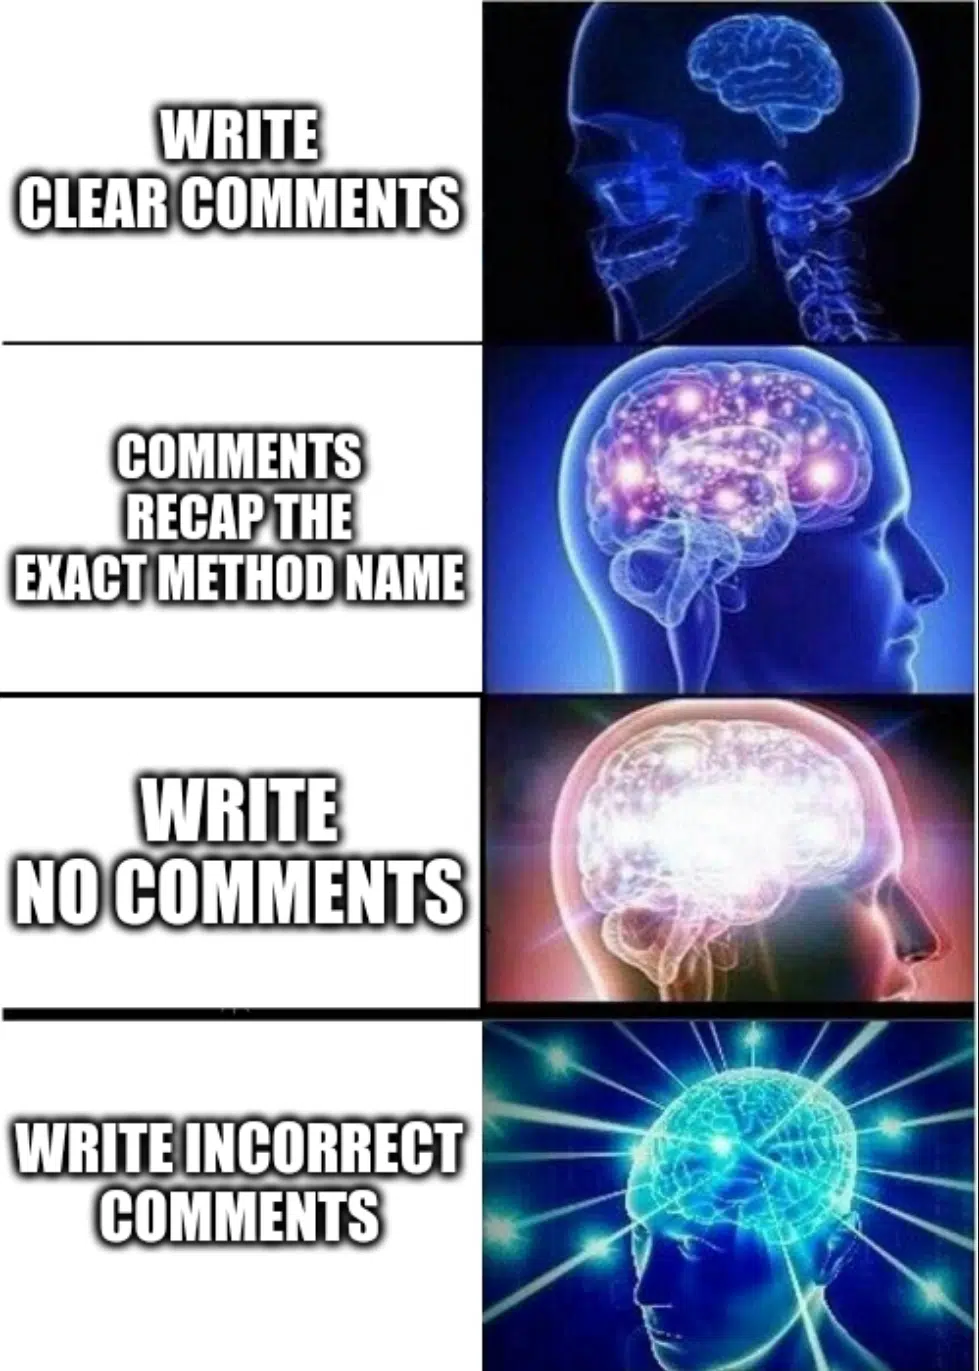 WRITE
CLEAR COMMENTS
COMMENTS
RECAP THE
EXACT METHOD NAME
WRITE
NO COMMENTS
WRITE INCORRECT
COMMENTS